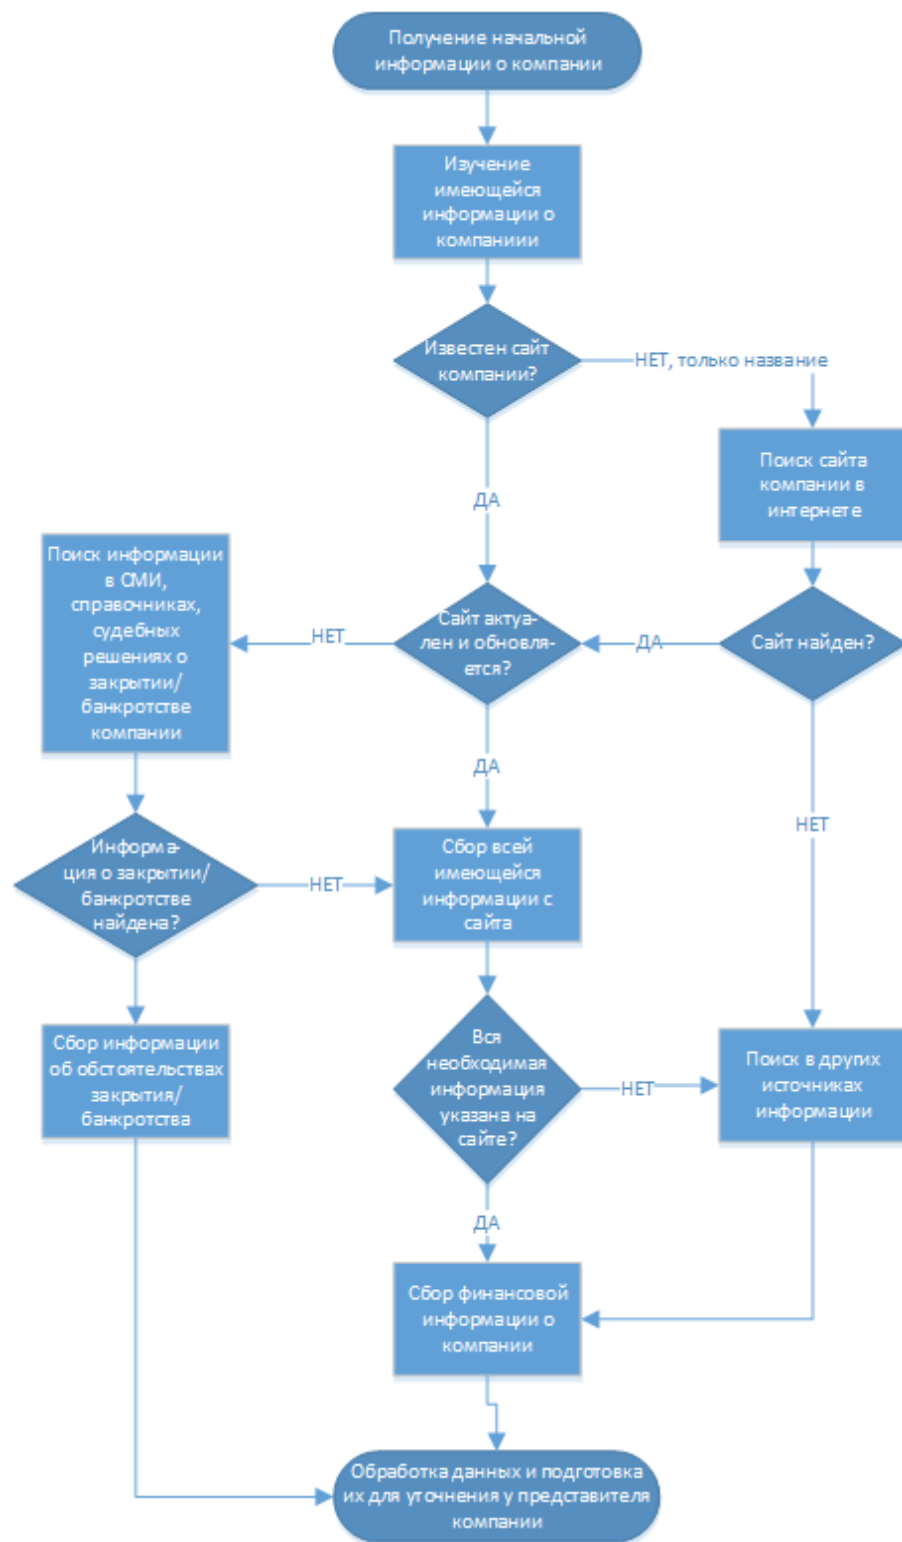 Получение начальной
информации о компании
Изучение
имеющейся
информации о
компаниии
Известен сайт
компании?
НЕТ, только название
Поиск сайта
компании в
интернете
ДА
Поиск информации
в СМИ,
справочниках,
судебных
решениях о
закрытии/
банкротстве
компании
НЕТ
Сайт актуа-
лен и обновля-
ется?
ДА
Сайт найден?
ДА
НЕТ
Информа-
ция о закрытии/
банкротстве
найдена?
НЕТ
Сбор всей
имеющейся
информации с
сайта
Сбор информации
об обстоятельствах
закрытия/
банкротства
Вся
необходимая
информация
указана на
сайте?
НЕТ
Поиск в других
источниках
информации
ДА
Сбор финансовой
информации о
компании
Обработка данных и подготовка
их для уточнения у представителя
компании